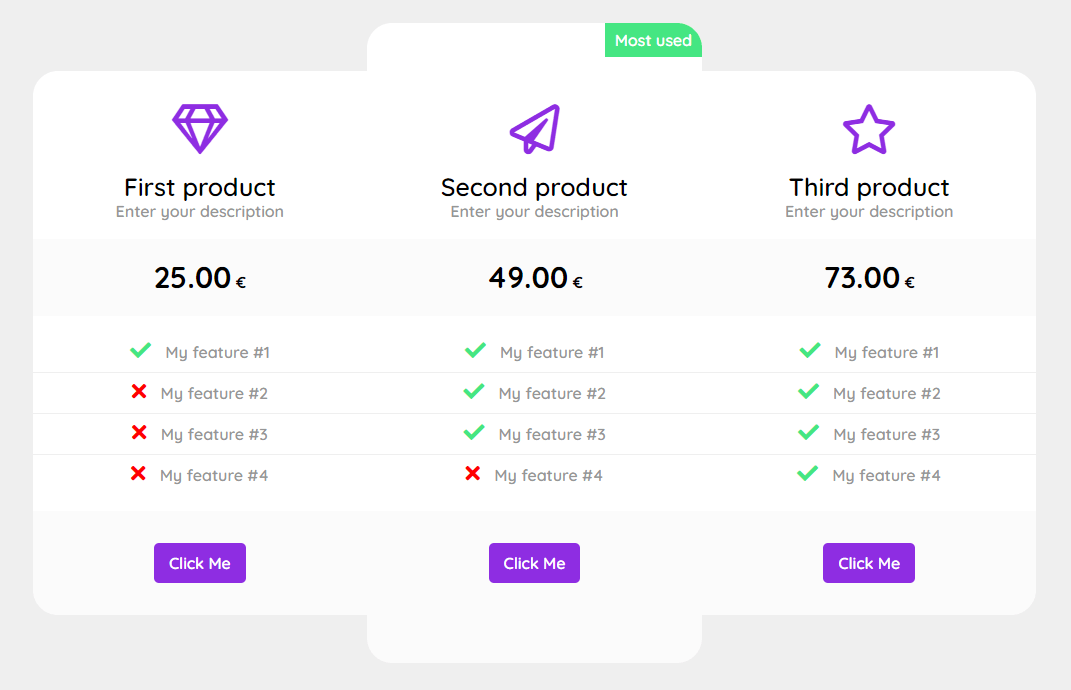 Most used
First product
Enter your description
25.00 €
My feature #1
My feature #2
My feature #3
My feature #4
Click Me
Second product
Enter your description
49.00 €
My feature #1
My feature #2
My feature #3
My feature #4
Click Me
Third product
Enter your description
73.00 €
My feature #1
My feature #2
My feature #3
My feature #4
Click Me